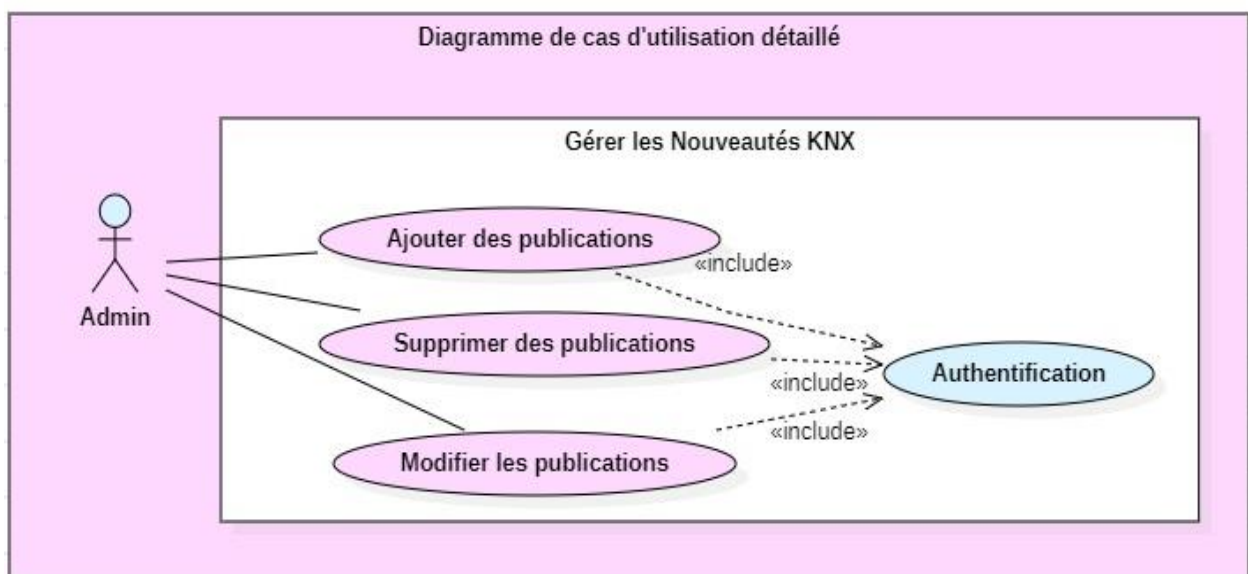 Diagramme de cas d'utilisation détaillé
Gérer les Nouveautés KNX
Ajouter des publications
«include»
Admin
Supprimer des publications
Authentification
«include»
«include»
Modifier les publications